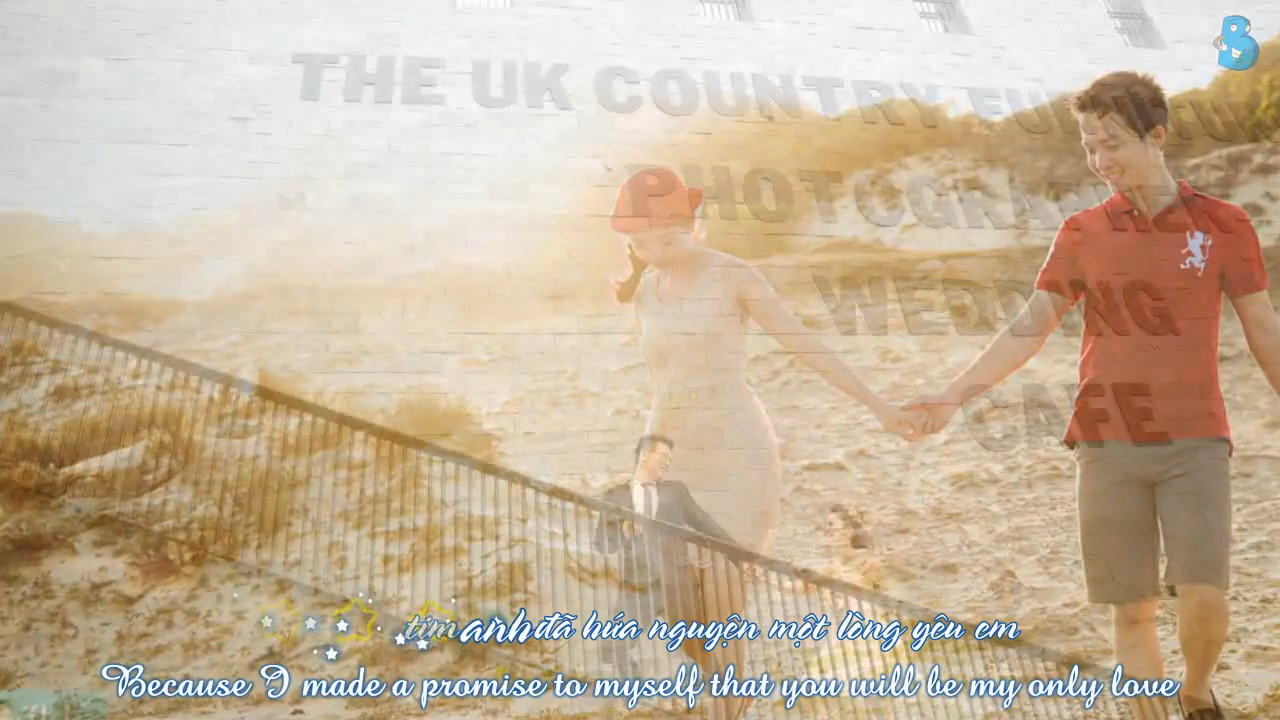 THE UK COUNTRY
PHOTOGRAPHER
WEDDING
CAFE
tim anh đã hứa nguyện một lòng yêu em
Because I made a promise to myself that you will be my only love